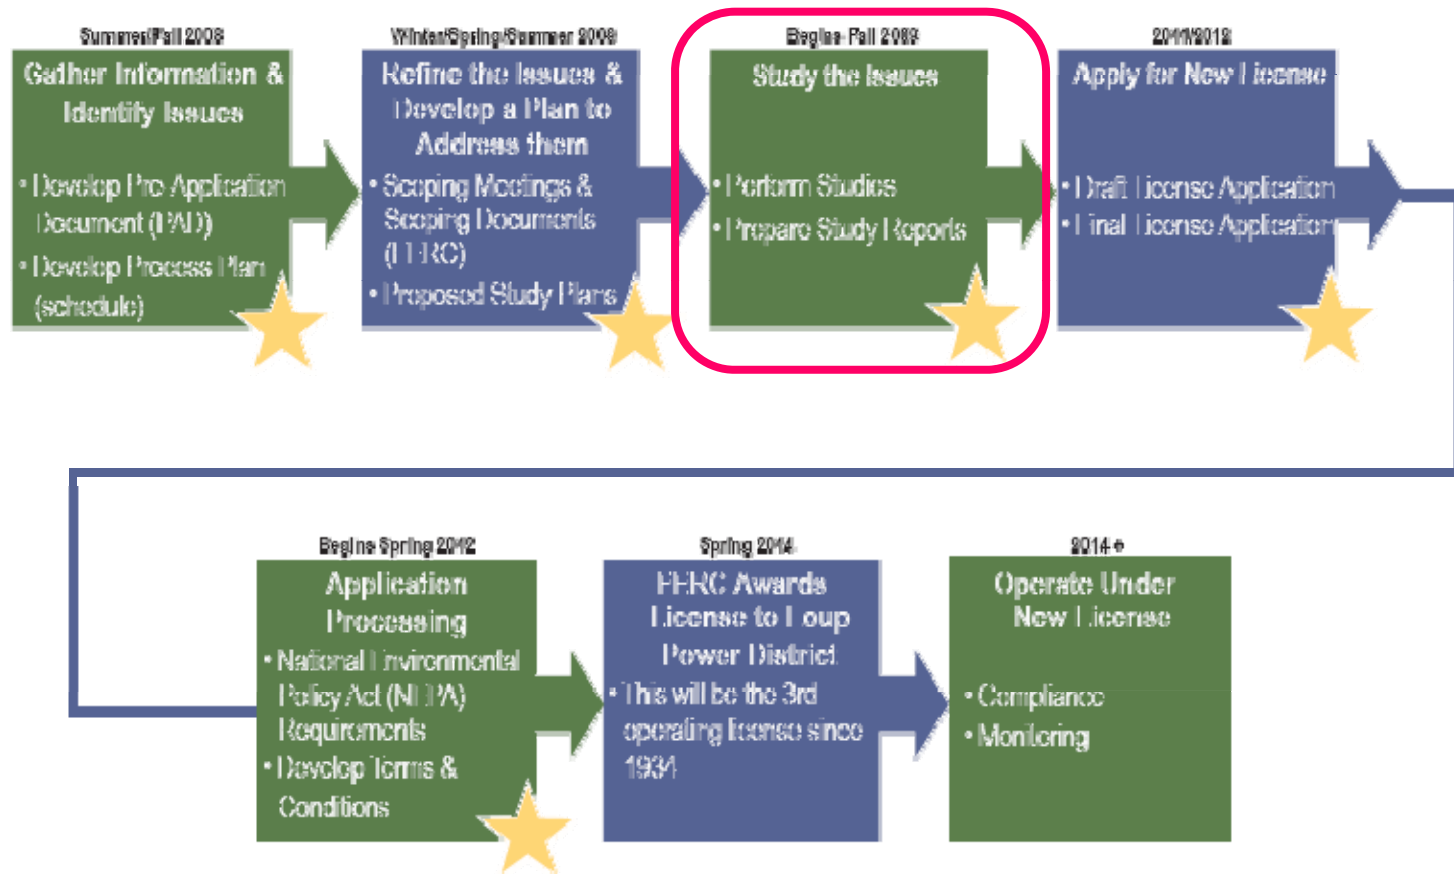 Summer/Fall 2008
Gather Information &
Identify Issues
• Develop Pre-Application
Document (PAD)
• Develop Process Plan
(schedule)
Winter/Spring/Summer 2009
Refine the Issues &
Develop a Plan to
Address them
• Scoping Meetings &
Scoping Documents
(FERC)
• Proposed Study Plans
Begins Fall 2009
Study the Issues
• Perform Studies
• Prepare Study Reports
2011/2012
Apply for New License
• Draft License Application
• Final License Application
Begins Spring 2012
Application
Processing
• National Environmental
Policy Act (NEPA)
Requirements
• Develop Terms &
Conditions
Spring 2014
FERC Awards
License to Loup
Power District
• This will be the 3rd
operating license since
1934
2014 +
Operate Under
New License
• Compliance
• Monitoring